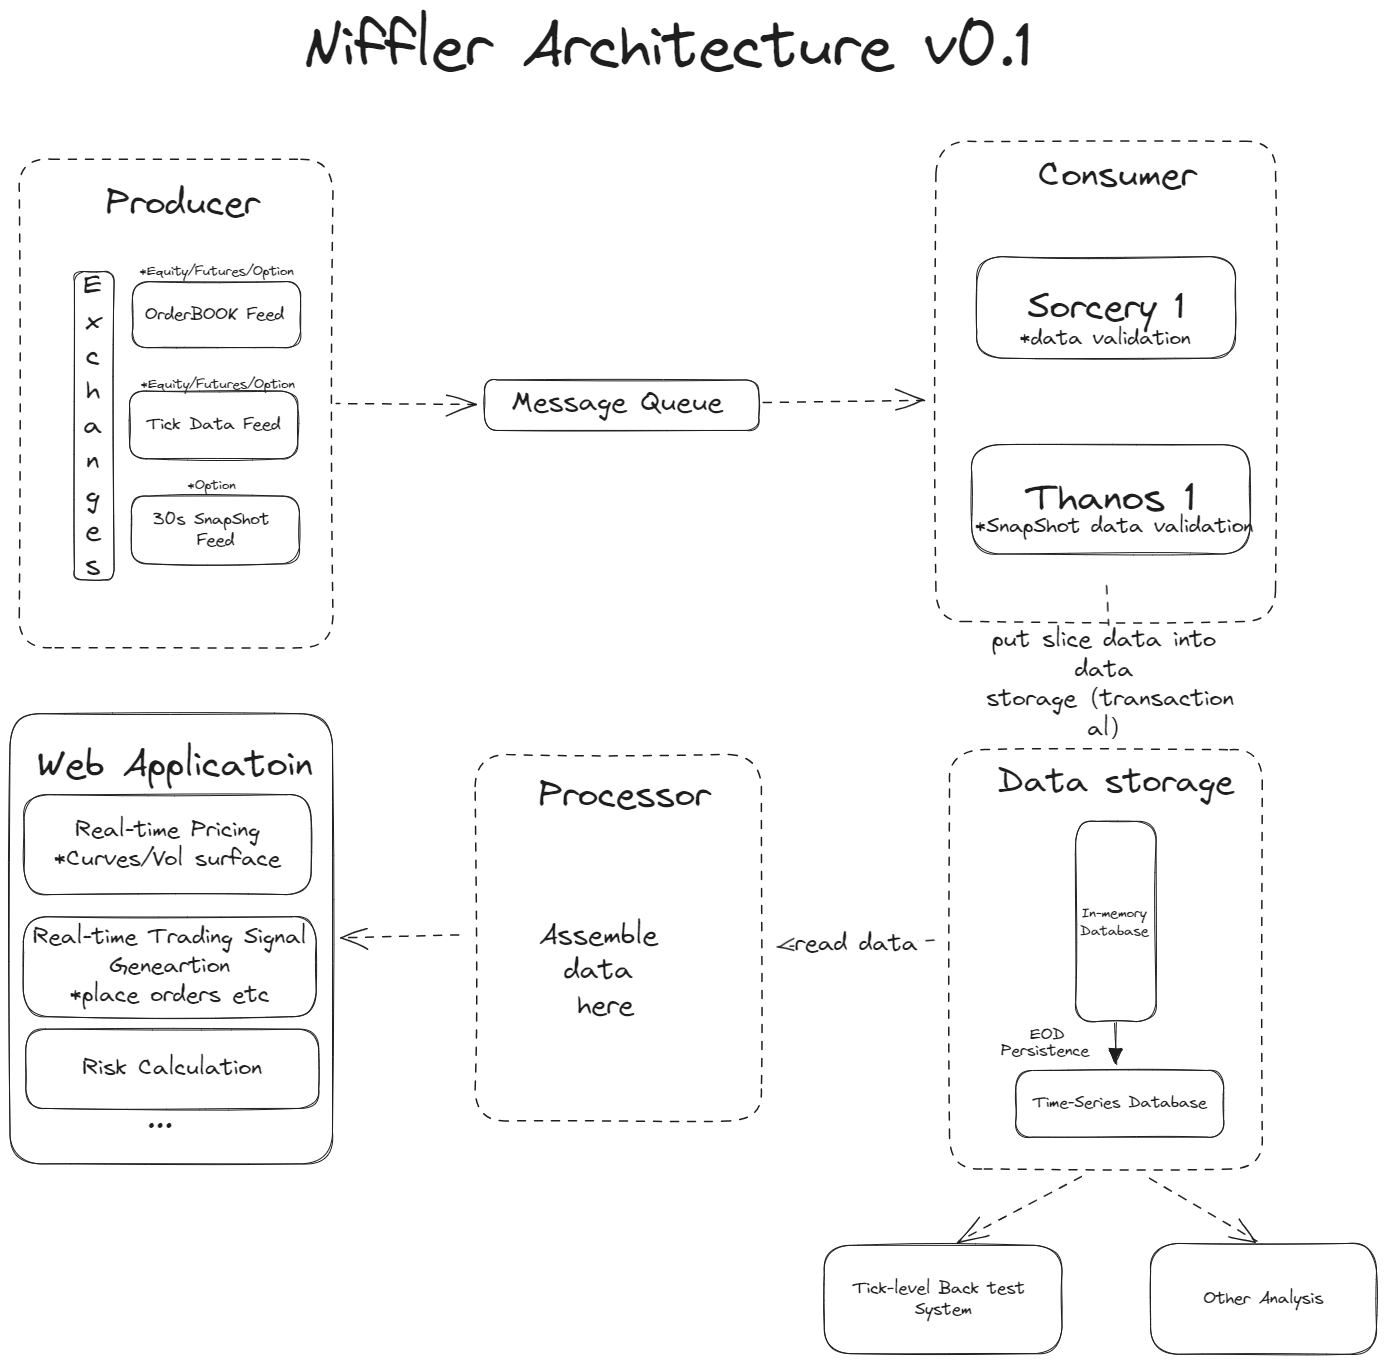 Niffler Architecture v0.1
Producer
E
x
c
h
a
n
g
e
s
*Equity/Futures/Option
OrderBOOK Feed
*Equity/Futures/Option
Tick Data Feed
*Option
30s SnapShot
Feed
Message Queue
Consumer
Sorcery 1
*data validation
Thanos 1
*SnapShot data validation
put slice data into
data
storage (transaction
al)
Data storage
In-memory
Database
EOD
Persistence
Time-Series Database
read data
Processor
Assemble
data
here
Web Applicatoin
Real-time Pricing
*Curves/Vol surface
Real-time Trading Signal
Geneartion
*place orders etc
Risk Calculation
...
Tick-level Back test
System
Other Analysis